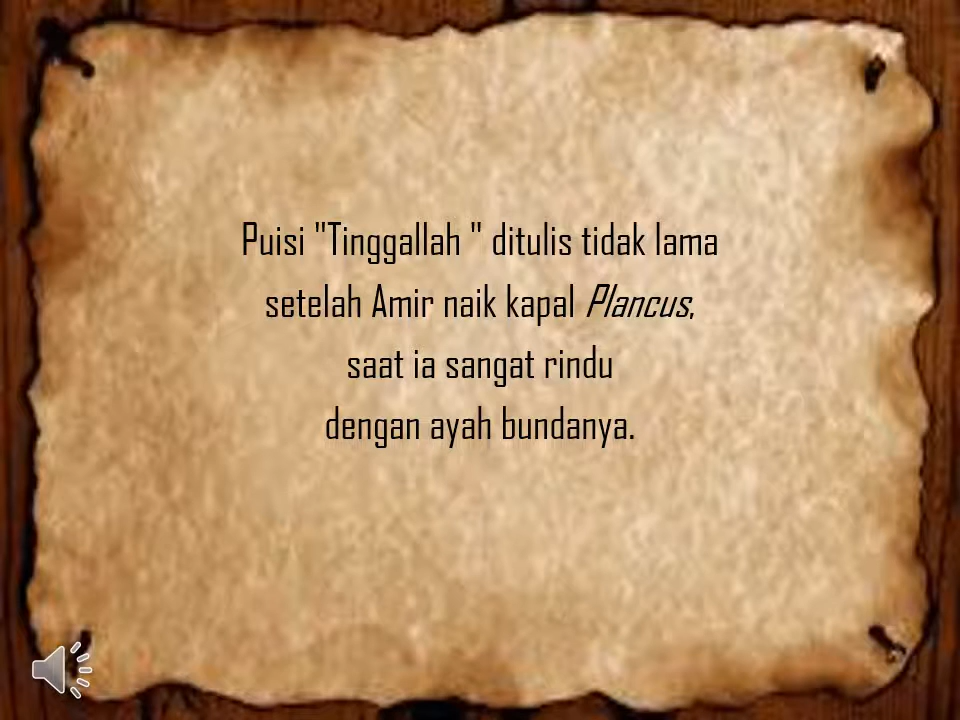 Puisi "Tinggallah " ditulis tidak lama
setelah Amir naik kapal Plancus,
saat ia sangat rindu
dengan ayah bundanya.